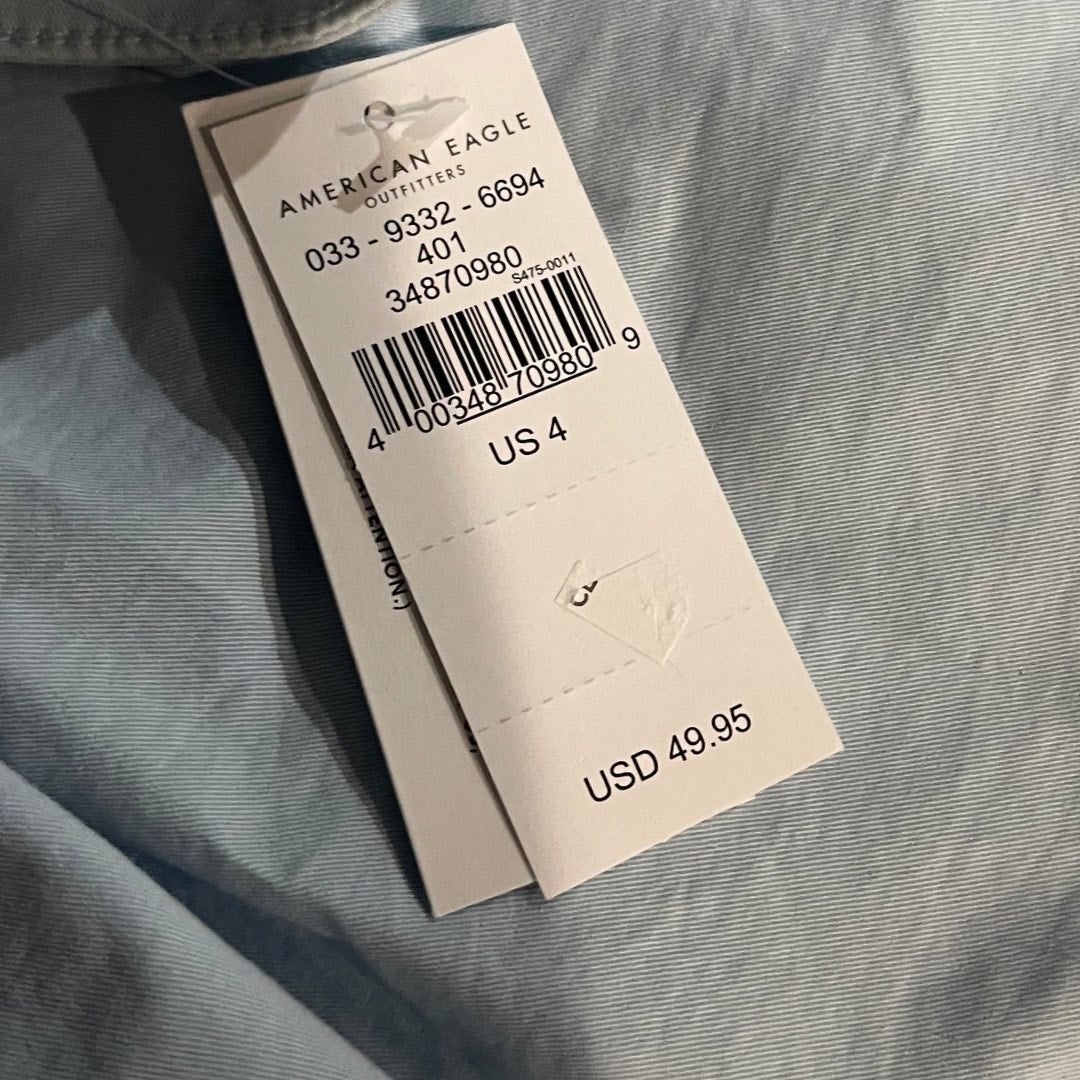 AMERICAN EAGLE
OUTFITTERS
033 - 9332 - 6694
401
34870980
S475-0011
4 00348 70980 9
US 4
ATTENTION.)
USD 49.95